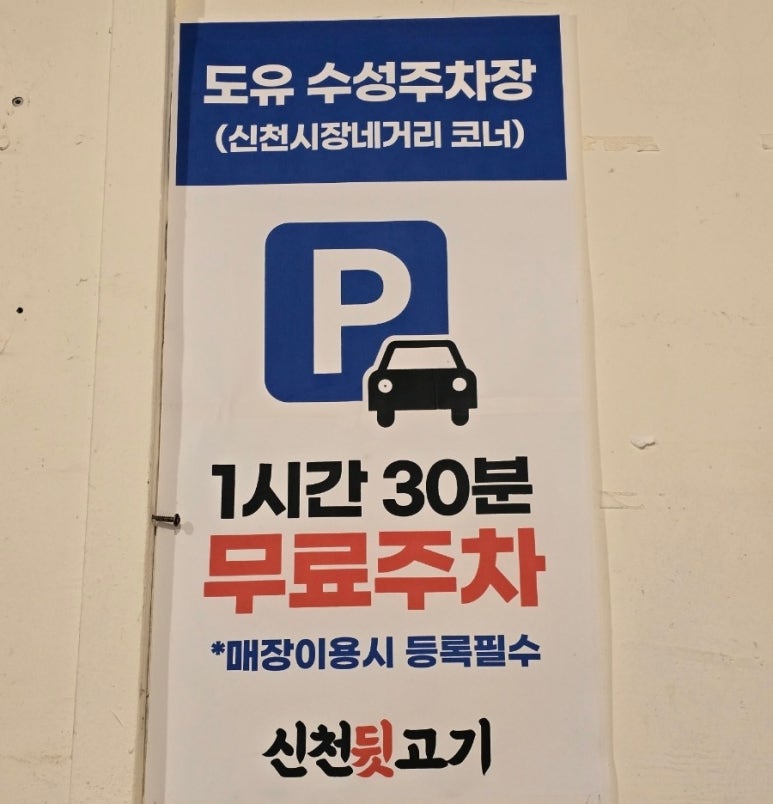 도유 수성주차장
(신천시장네거리 코너)
P
1시간 30분
무료주차
*매장이용시 등록필수
신천뒷고기